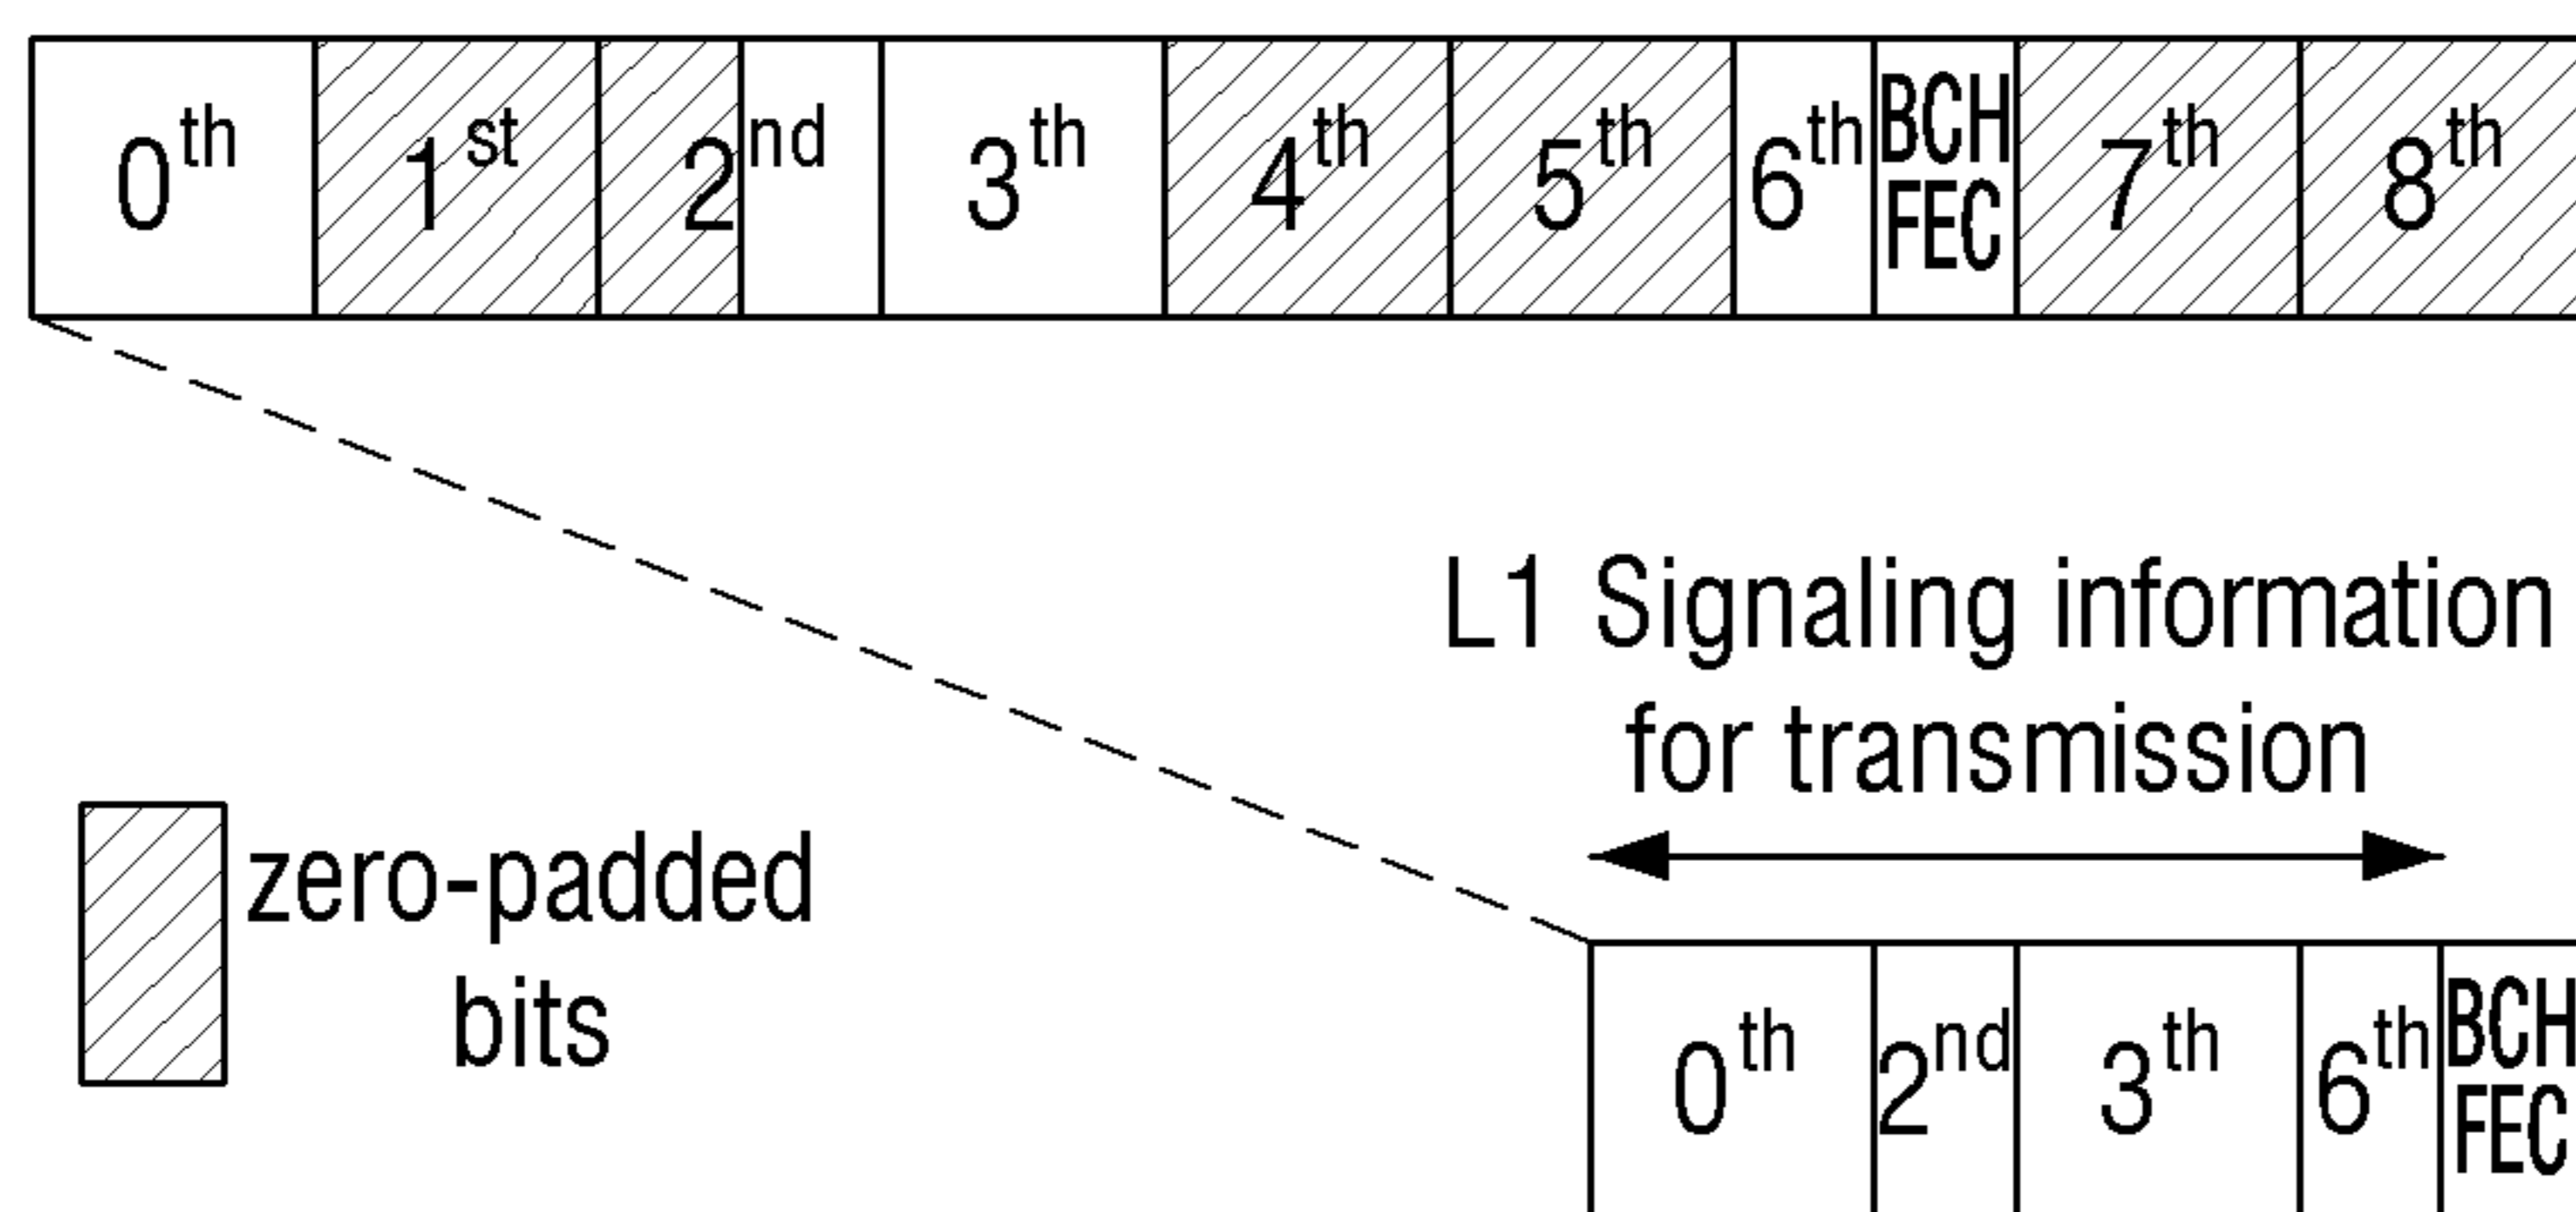 0th 1st 2nd 3th 4th 5th 6th BCH FEC 7th 8th
L1 Signaling information
for transmission
zero-padded
bits
0th 2nd 3th 6th BCH FEC